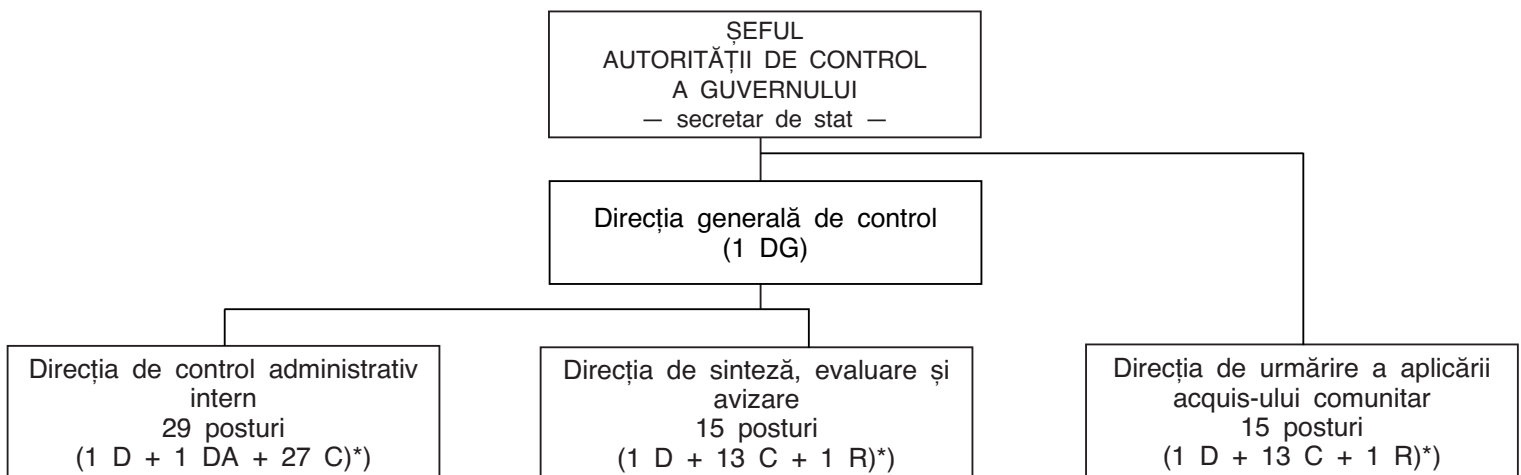 ȘEFUL
AUTORITĂȚII DE CONTROL
A GUVERNULUI
— secretar de stat —
Direcția generală de control
(1 DG)
Direcția de control administrativ
intern
29 posturi
(1 D + 1 DA + 27 C)*)
Direcția de sinteză, evaluare și
avizare
15 posturi
(1 D + 13 C + 1 R)*)
Direcția de urmărire a aplicării
acquis-ului comunitar
15 posturi
(1 D + 13 C + 1 R)*)